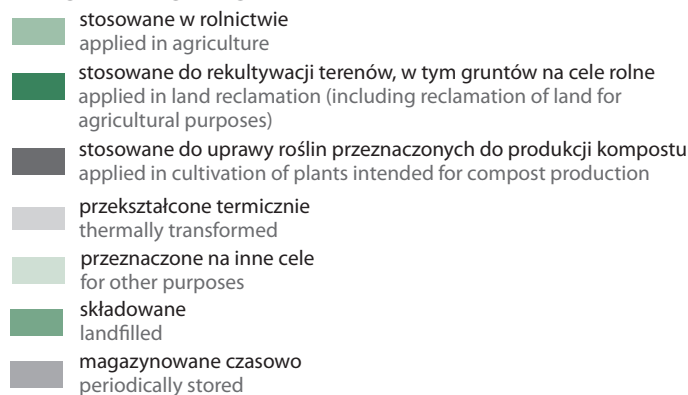 stosowane w rolnictwie
applied in agriculture
stosowane do rekultywacji terenów, w tym gruntów na cele rolne
applied in land reclamation (including reclamation of land for
agricultural purposes)
stosowane do uprawy roślin przeznaczonych do produkcji kompostu
applied in cultivation of plants intended for compost production
przekształcone termicznie
thermally transformed
przeznaczone na inne cele
for other purposes
składowane
landfilled
magazynowane czasowo
periodically stored